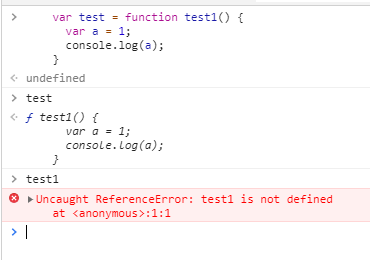 var test = function test1() {
var a = 1;
console.log(a);
}
undefined
test
ƒ test1() {
var a = 1;
console.log(a);
}
test1
Uncaught ReferenceError: test1 is not defined
at <anonymous>:1:1